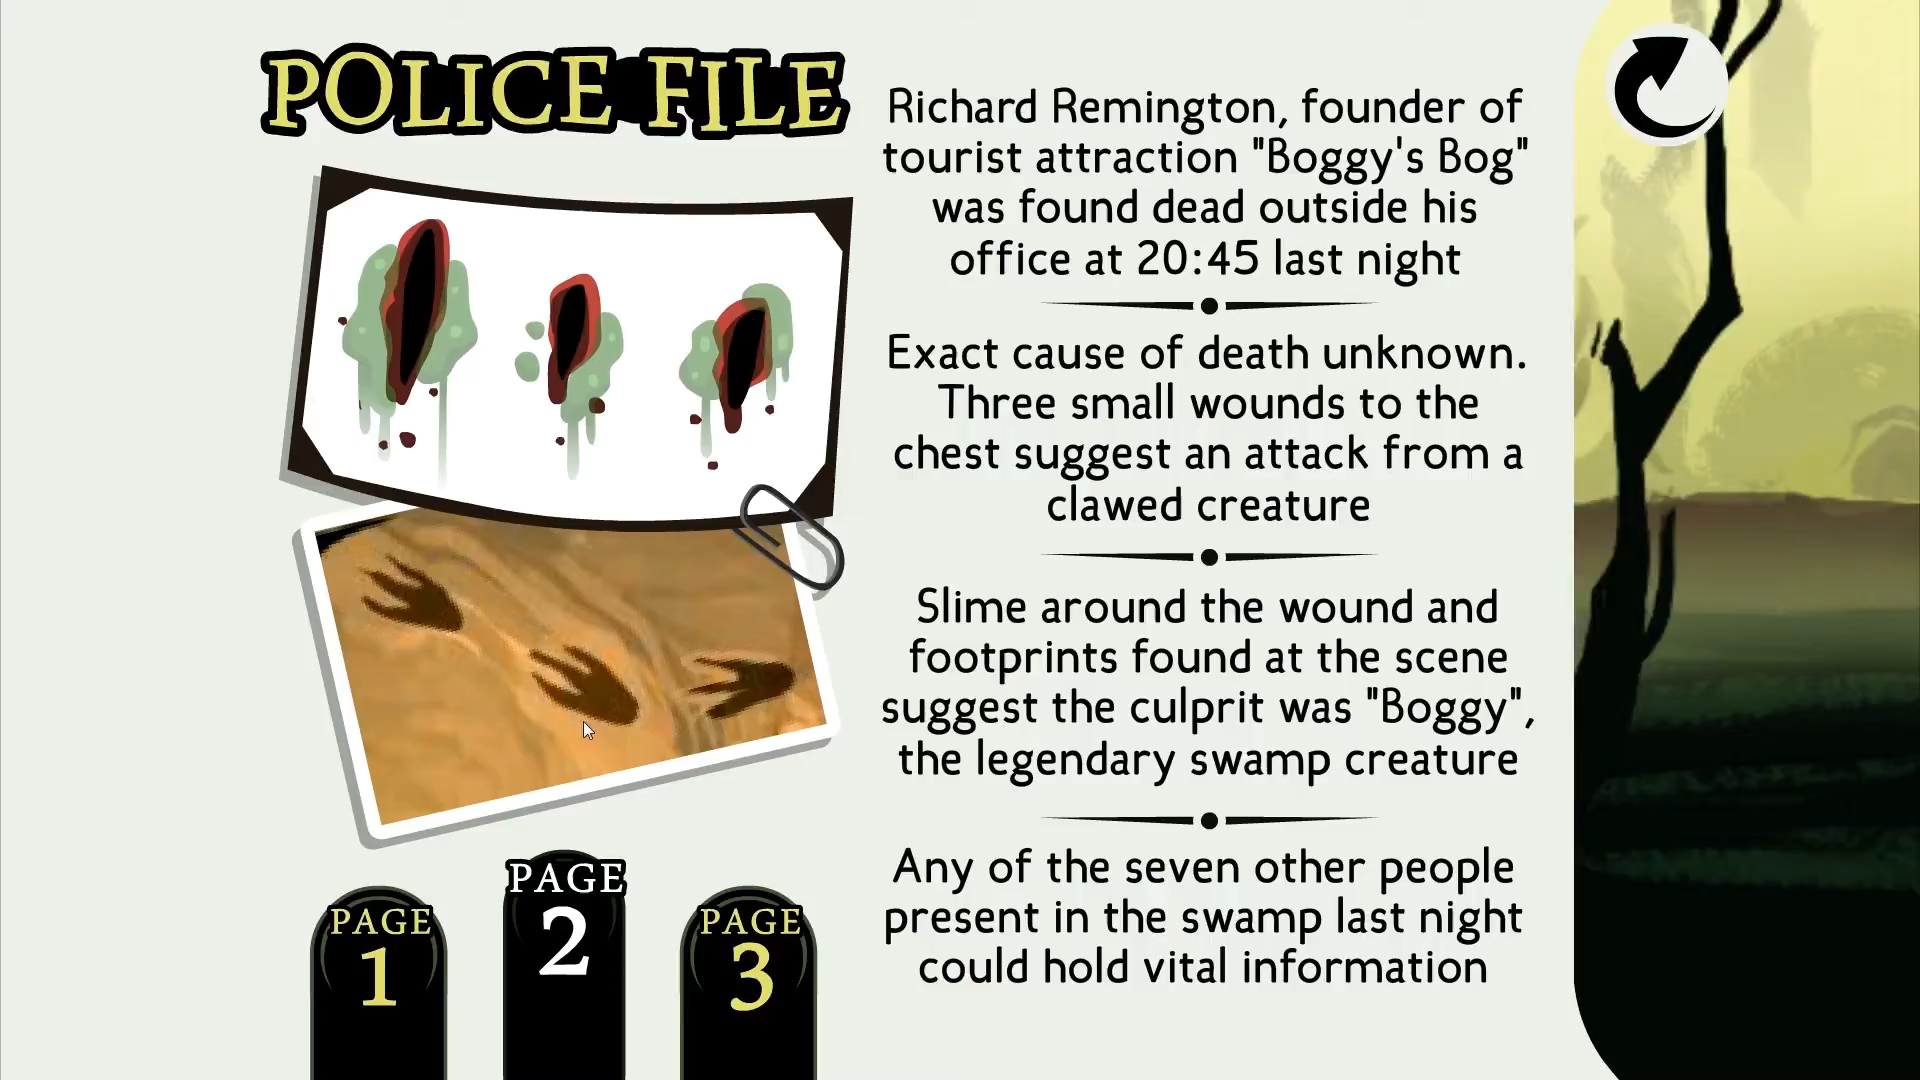 POLICE FILE
Richard Remington, founder of
tourist attraction "Boggy's Bog"
was found dead outside his
office at 20:45 last night
Exact cause of death unknown.
Three small wounds to the
chest suggest an attack from a
clawed creature
Slime around the wound and
footprints found at the scene
suggest the culprit was "Boggy",
the legendary swamp creature
Any of the seven other people
present in the swamp last night
could hold vital information
PAGE
1
PAGE
2
PAGE
3